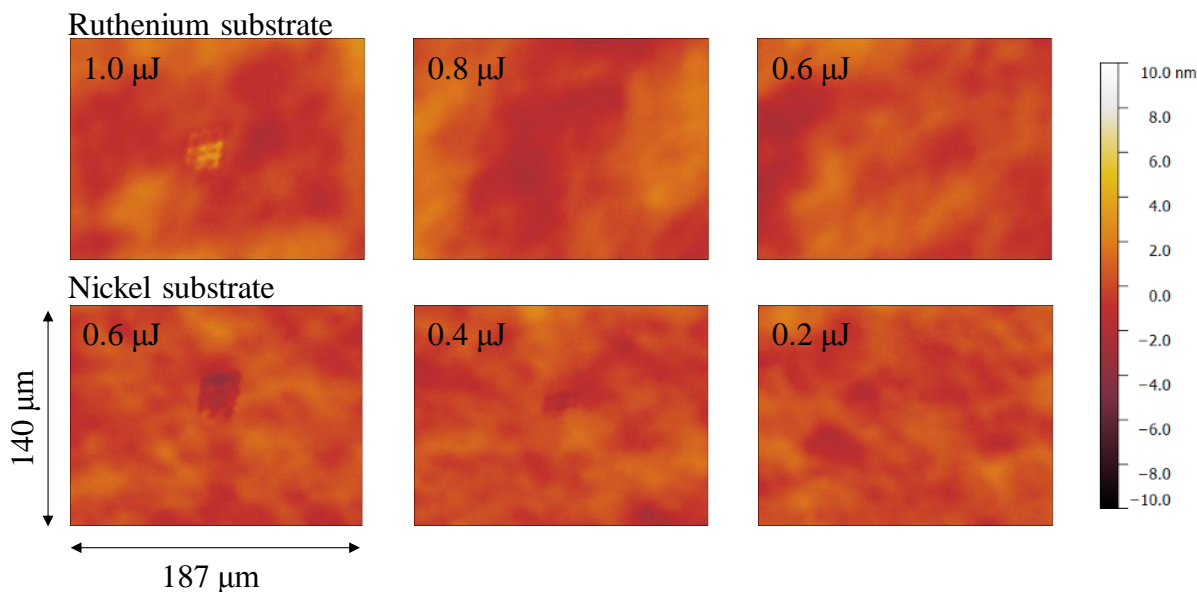 Ruthenium substrate
1.0 μJ
0.8 μJ
0.6 μJ
Nickel substrate
0.6 μJ
0.4 μJ
0.2 μJ
140 μm
187 μm
10.0 nm
8.0
6.0
4.0
2.0
0.0
−2.0
−4.0
−6.0
−8.0
−10.0